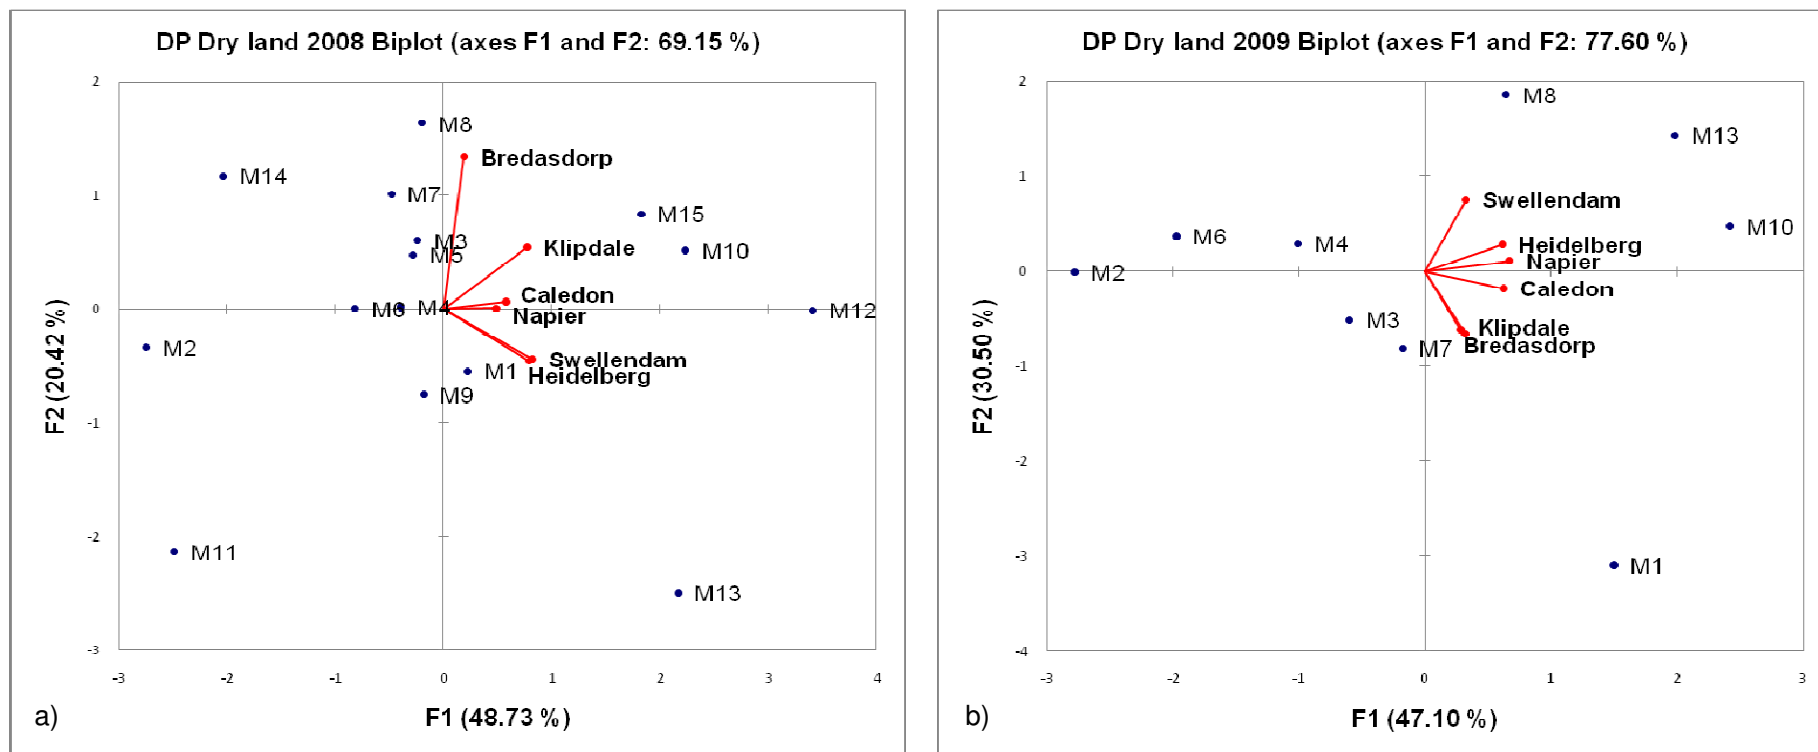 DP Dry land 2008 Biplot (axes F1 and F2: 69.15 %)
2
M8
Bredasdorp
M14
M7
1
M15
M3
Klipdale
M10
M5
Caledon
0
M6
M4
Napier
M12
M2
Swellendam
M1
Heidelberg
M9
-1
-2
M11
M13
-3
-3 -2 -1 0 1 2 3 4
F2 (20.42 %)
F1 (48.73 %)
a)
DP Dry land 2009 Biplot (axes F1 and F2: 77.60 %)
2
M8
M13
1
Swellendam
M10
M6
M4
Heidelberg
Napier
0
M2
Caledon
M3
Klipdale
M7
Bredasdorp
-1
-2
-3
M1
-4
-3 -2 -1 0 1 2 3
F2 (30.50 %)
F1 (47.10 %)
b)